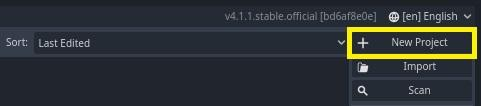 v4.1.1.stable.official [bd6af8e0e] [en] English
Sort: Last Edited
New Project
Import
Scan